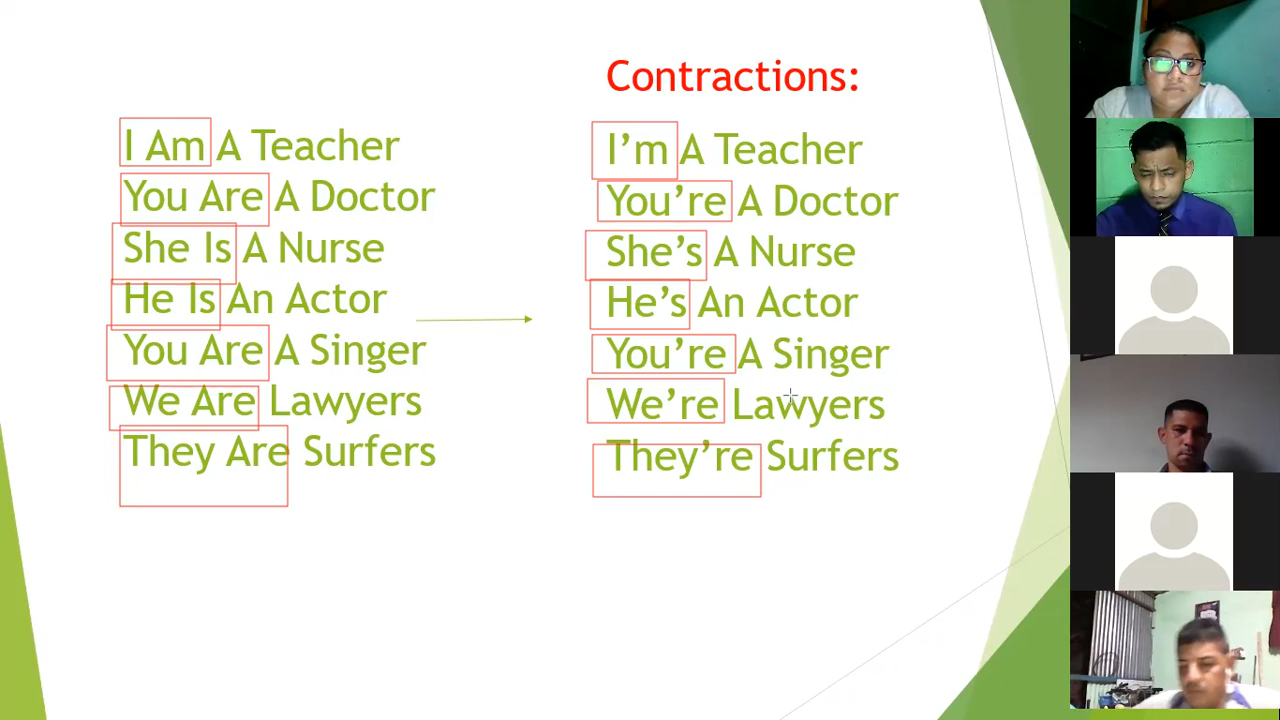 Contractions:
I Am A Teacher
You Are A Doctor
She Is A Nurse
He Is An Actor
You Are A Singer
We Are Lawyers
They Are Surfers
I’m A Teacher
You’re A Doctor
She’s A Nurse
He’s An Actor
You’re A Singer
We’re Lawyers
They’re Surfers